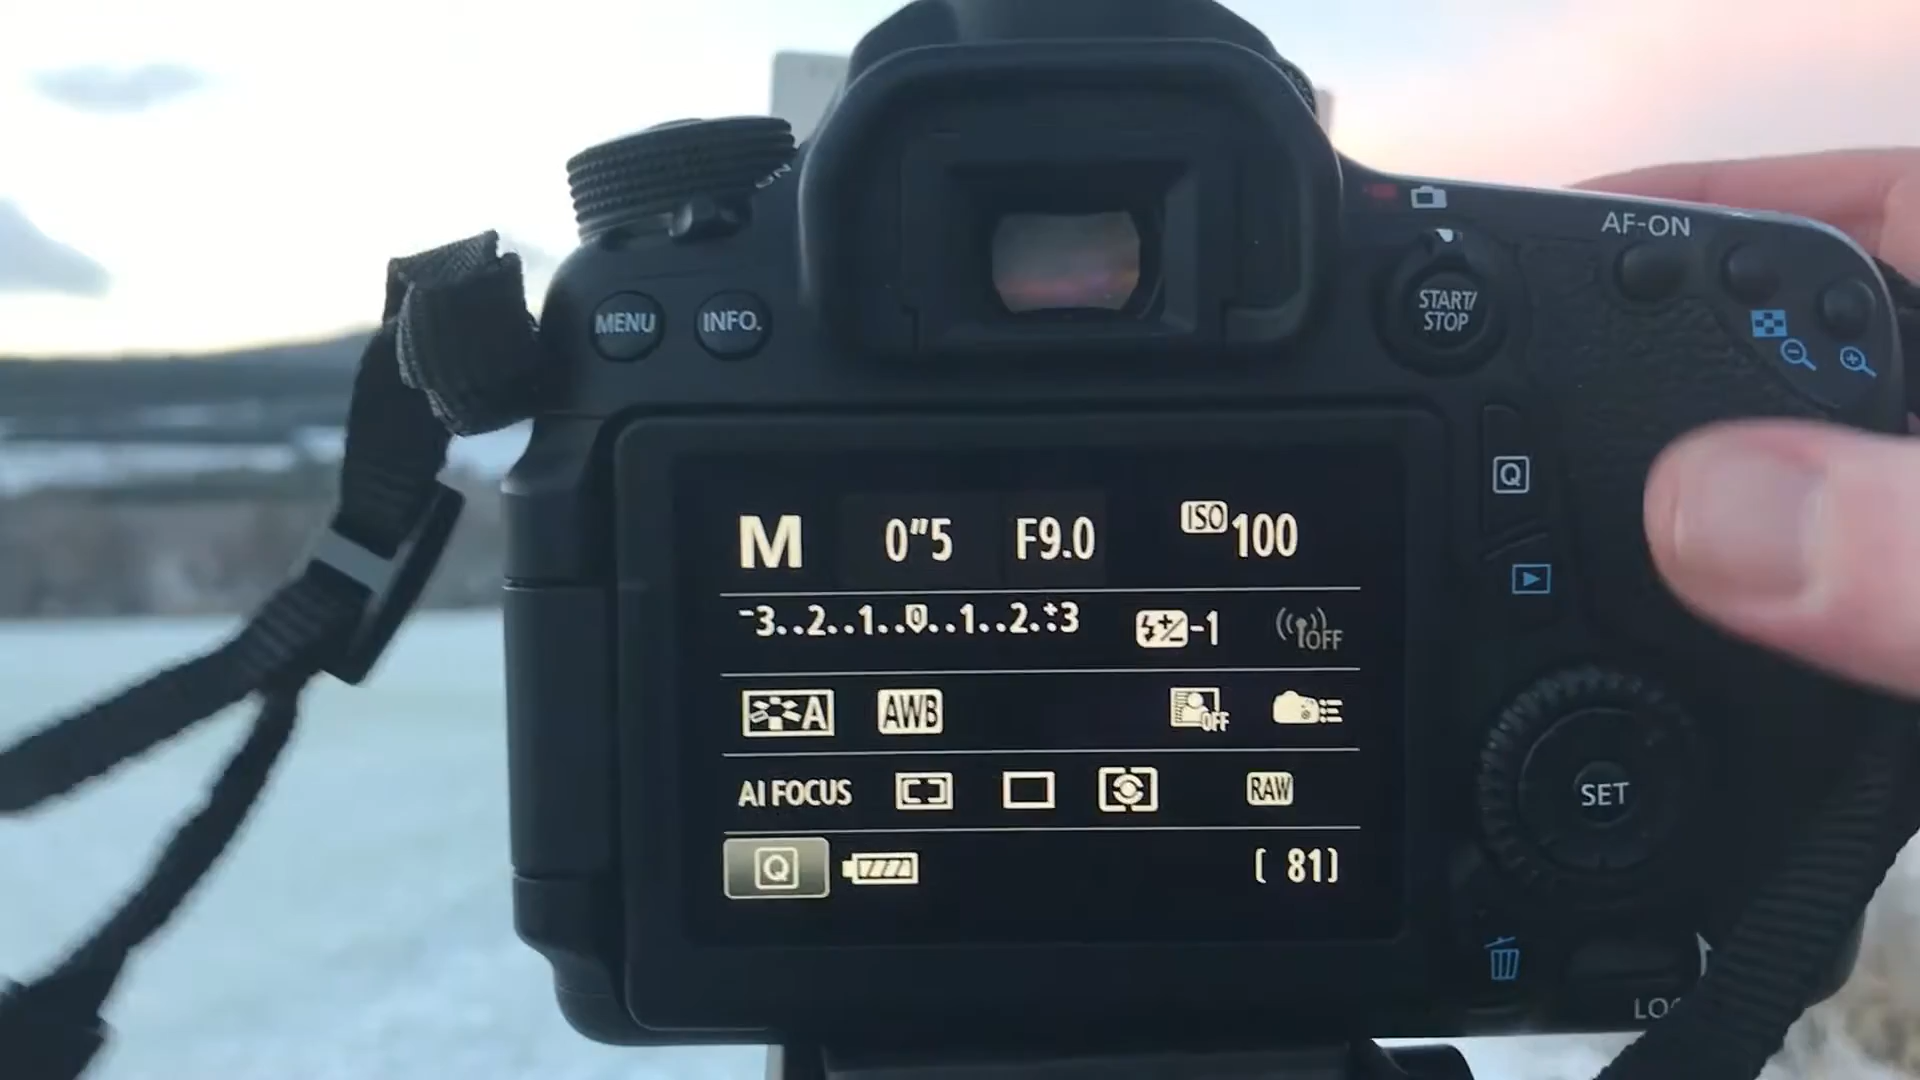 AF-ON
MENU
INFO.
START/
STOP
Q
M 0"5 F9.0 ISO 100
-3..2..1..0..1..2.:+3 -1 OFF
A AWB OFF
AI FOCUS RAW
SET
Q [ 81]